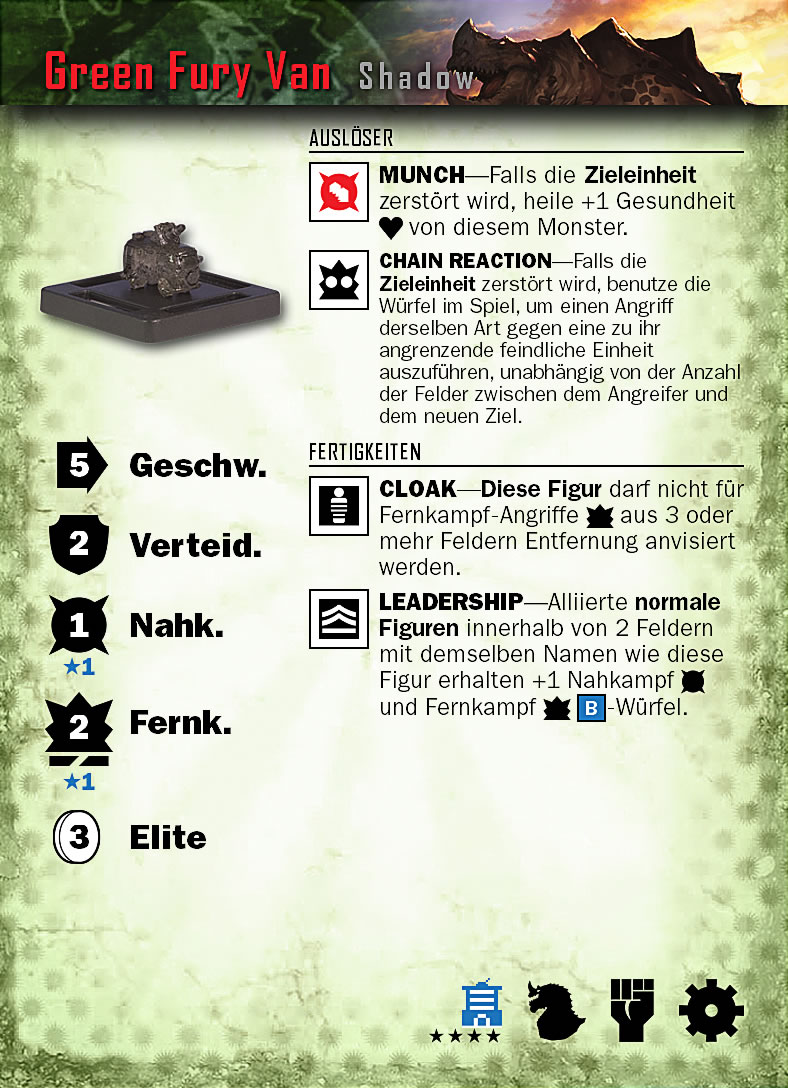 Green Fury Van Shadow
AUSLÖSER
MUNCH—Falls die Zieleinheit
zerstört wird, heile +1 Gesundheit
von diesem Monster.
CHAIN REACTION—Falls die
Zieleinheit zerstört wird, benutze die
Würfel im Spiel, um einen Angriff
derselben Art gegen eine zu ihr
angrenzende feindliche Einheit
auszuführen, unabhängig von der Anzahl
der Felder zwischen dem Angreifer und
dem neuen Ziel.
FERTIGKEITEN
CLOAK—Diese Figur darf nicht für
Fernkampf-Angriffe aus 3 oder
mehr Feldern Entfernung anvisiert
werden.
LEADERSHIP—Alliierte normale
Figuren innerhalb von 2 Feldern
mit demselben Namen wie diese
Figur erhalten +1 Nahkampf
und Fernkampf B-Würfel.
5 Geschw.
2 Verteid.
1 Nahk.
★1
2 Fernk.
★1
3 Elite
★★★★